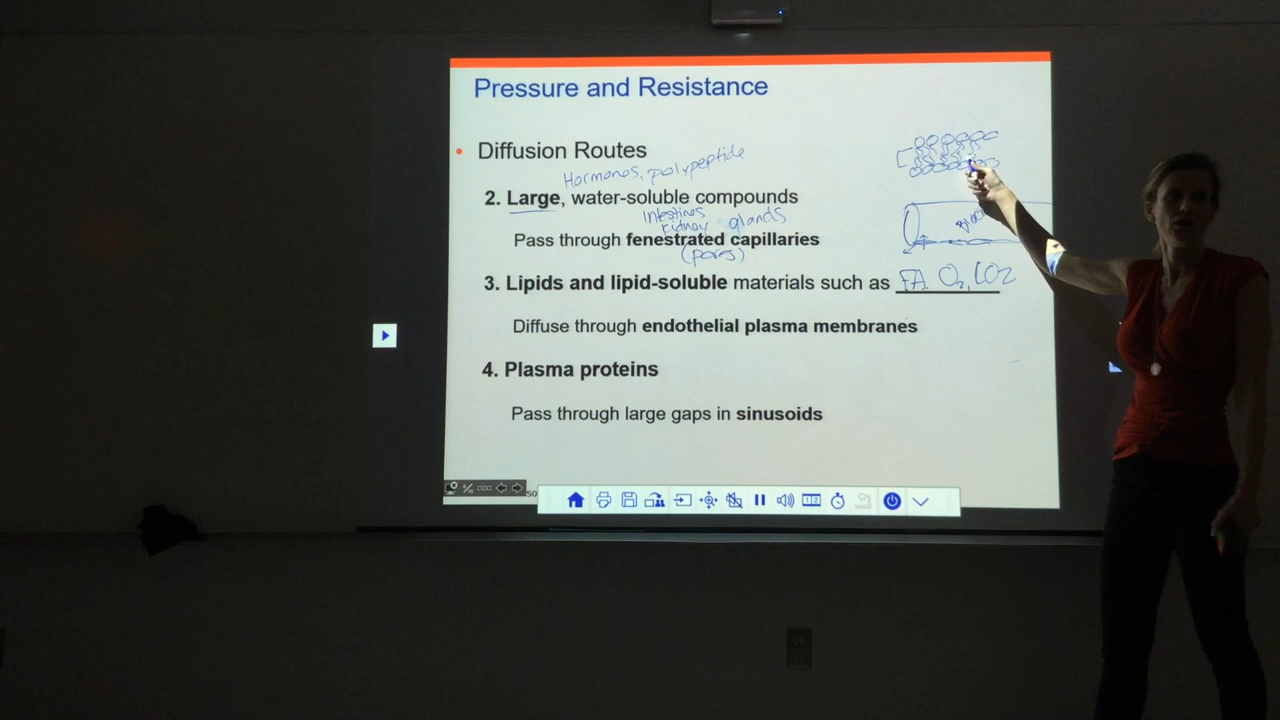 Pressure and Resistance
• Diffusion Routes
Hormones, polypeptide
2. Large, water-soluble compounds
Intestines
Kidney glands
Pass through fenestrated capillaries
(pores)
3. Lipids and lipid-soluble materials such as FA. O2, CO2
Diffuse through endothelial plasma membranes
4. Plasma proteins
Pass through large gaps in sinusoids
so